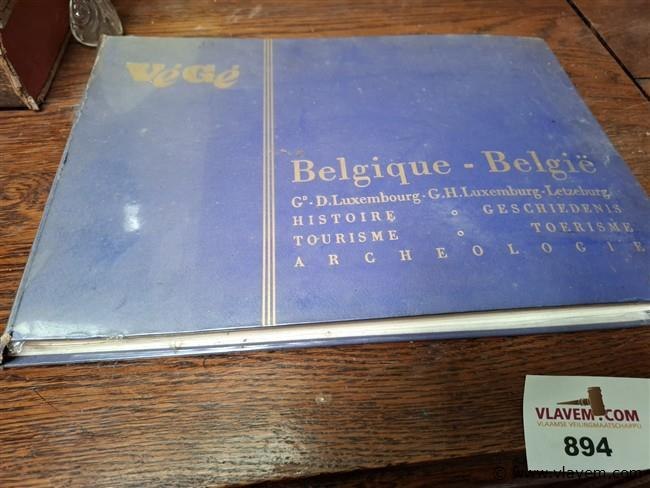 VéGé
Belgique - België
Gᴰ. D. Luxembourg. G.H. Luxemburg-Letzeburg.
HISTOIRE ° GESCHIEDENIS
TOURISME ° TOERISME
ARCHEOLOGIE
VLAVEM.COM
VLAAMSE VEILINGMAATSCHAPPIJ
894
© www.vlavem.com